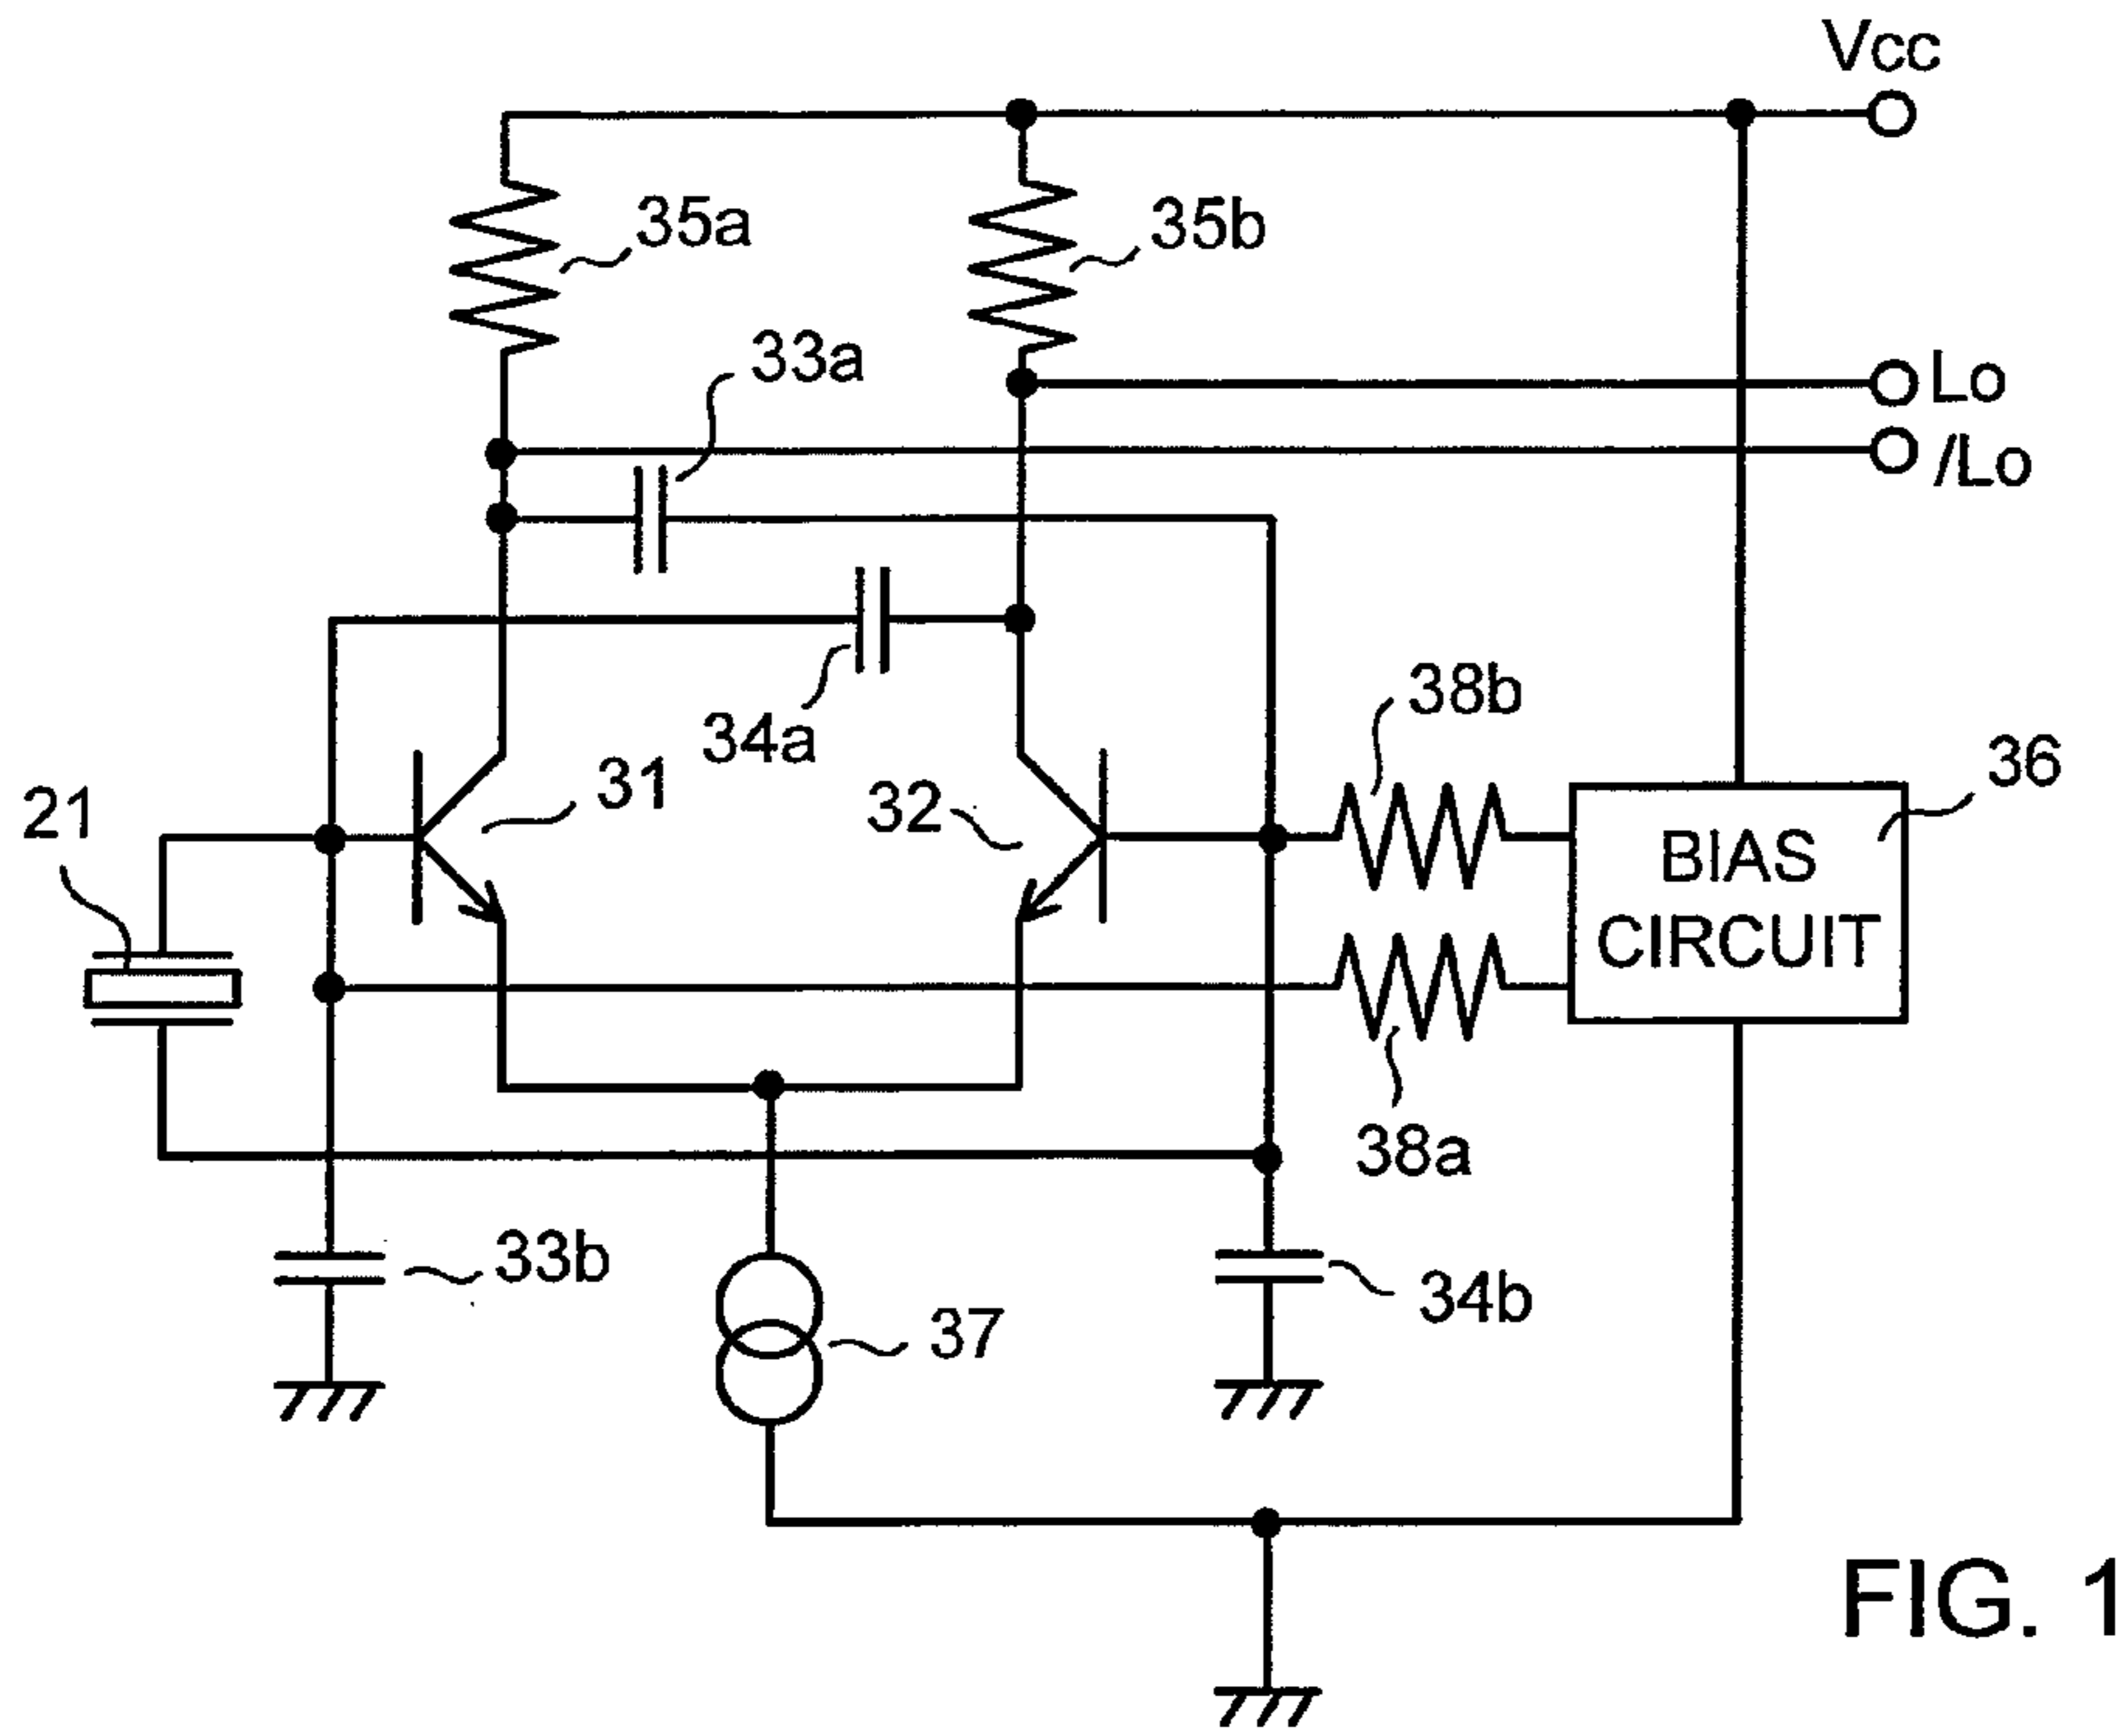 Vcc
35a
35b
33a
Lo
/Lo
34a
38b
31
32
36
21
BIAS
CIRCUIT
38a
33b
34b
37
FIG. 1